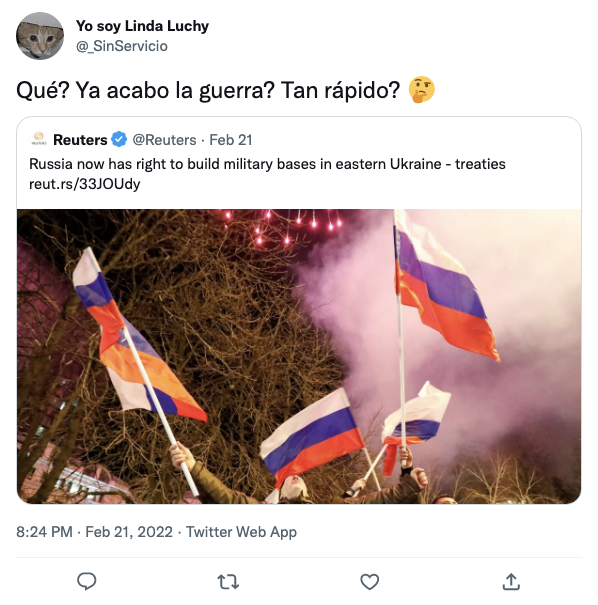 Yo soy Linda Luchy
@_SinServicio
Qué? Ya acabo la guerra? Tan rápido? 🤔
Reuters @Reuters · Feb 21
Russia now has right to build military bases in eastern Ukraine - treaties
reut.rs/33JOUdy
8:24 PM · Feb 21, 2022 · Twitter Web App